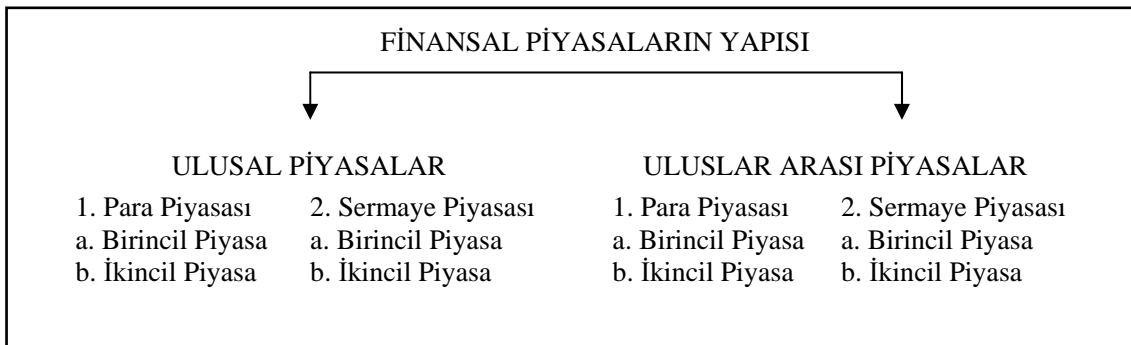 FİNANSAL PİYASALARIN YAPISI
ULUSAL PİYASALAR
1. Para Piyasası
a. Birincil Piyasa
b. İkincil Piyasa
2. Sermaye Piyasası
a. Birincil Piyasa
b. İkincil Piyasa
ULUSLAR ARASI PİYASALAR
1. Para Piyasası
a. Birincil Piyasa
b. İkincil Piyasa
2. Sermaye Piyasası
a. Birincil Piyasa
b. İkincil Piyasa